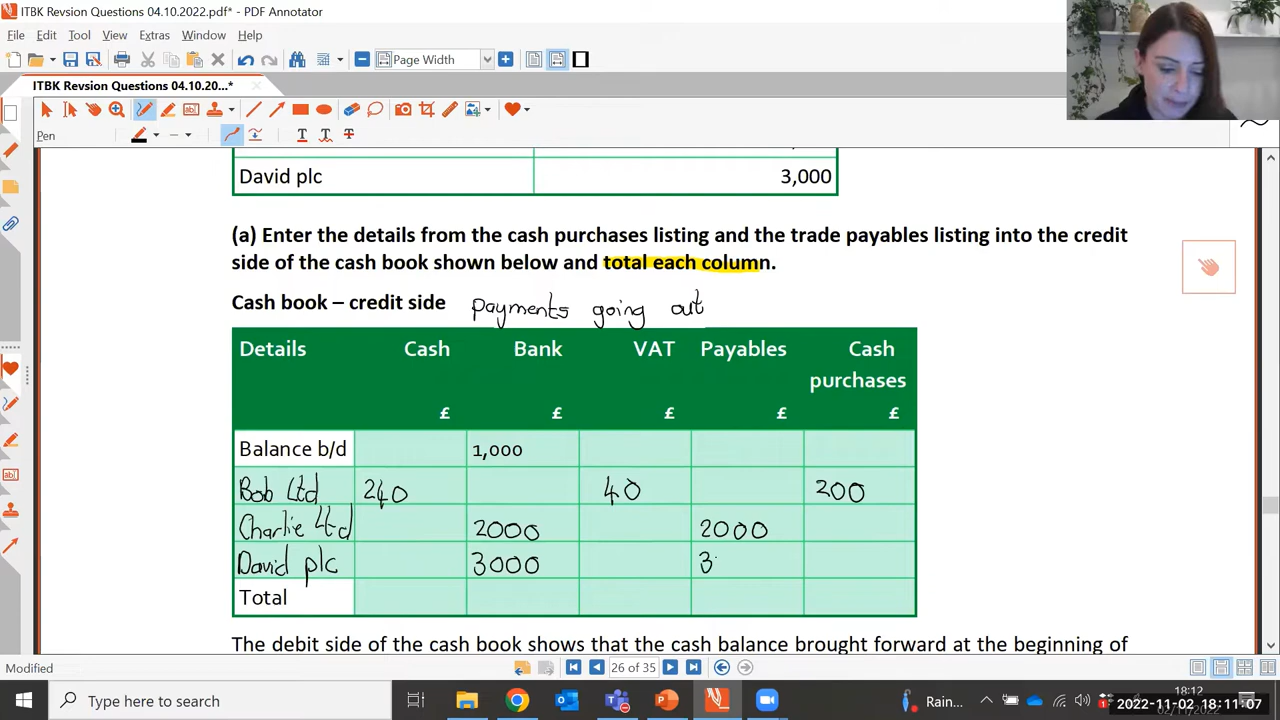 ITBK Revsion Questions 04.10.2022.pdf* - PDF Annotator
File Edit Tool View Extras Window Help
Page Width
ITBK Revsion Questions 04.10.20...*
Pen
David plc 3,000
(a) Enter the details from the cash purchases listing and the trade payables listing into the credit
side of the cash book shown below and total each column.
Cash book – credit side payments going out
Details Cash Bank VAT Payables Cash
purchases
£ £ £ £ £
Balance b/d 1,000
Bob Ltd 240 40 200
Charlie Ltd 2000 2000
David plc 3000 3
Total
The debit side of the cash book shows that the cash balance brought forward at the beginning of
Modified 26 of 35
Type here to search Rain... 18:12
2022-11-02 18:11:07